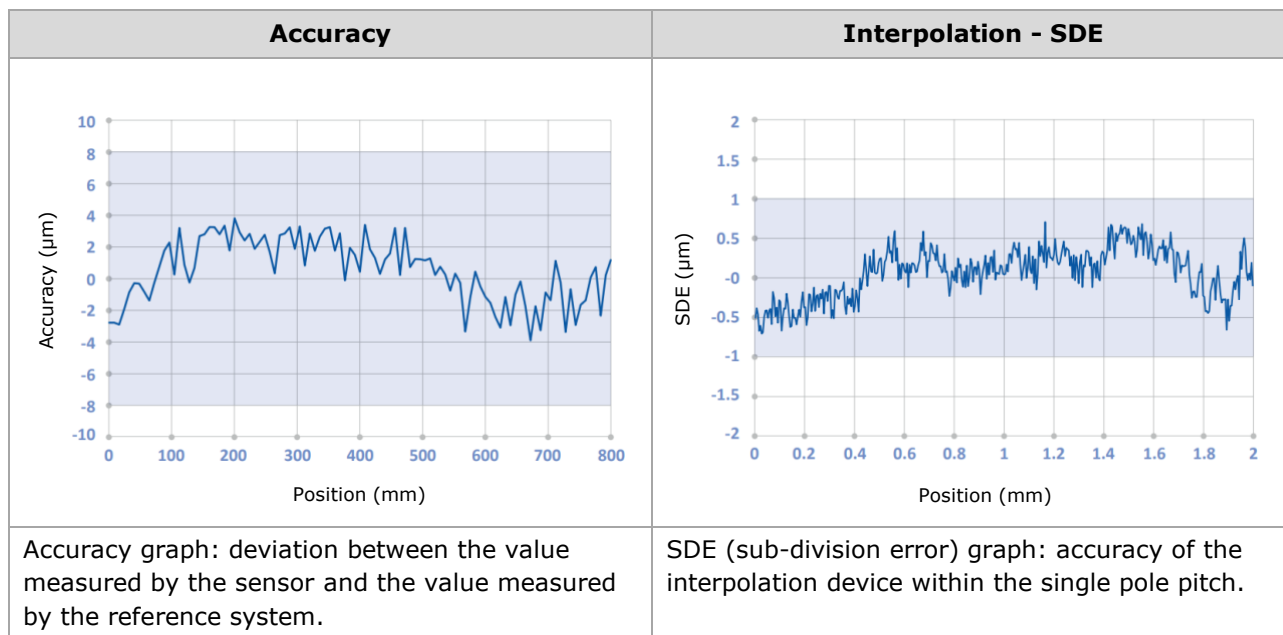 Accuracy
Interpolation - SDE
10
8
6
4
2
0
-2
-4
-6
-8
-10
Accuracy (µm)
0 100 200 300 400 500 600 700 800
Position (mm)
2
1.5
1
0.5
-0
-0.5
-1
-1.5
-2
SDE (µm)
0 0.2 0.4 0.6 0.8 1 1.2 1.4 1.6 1.8 2
Position (mm)
Accuracy graph: deviation between the value
measured by the sensor and the value measured
by the reference system.
SDE (sub-division error) graph: accuracy of the
interpolation device within the single pole pitch.